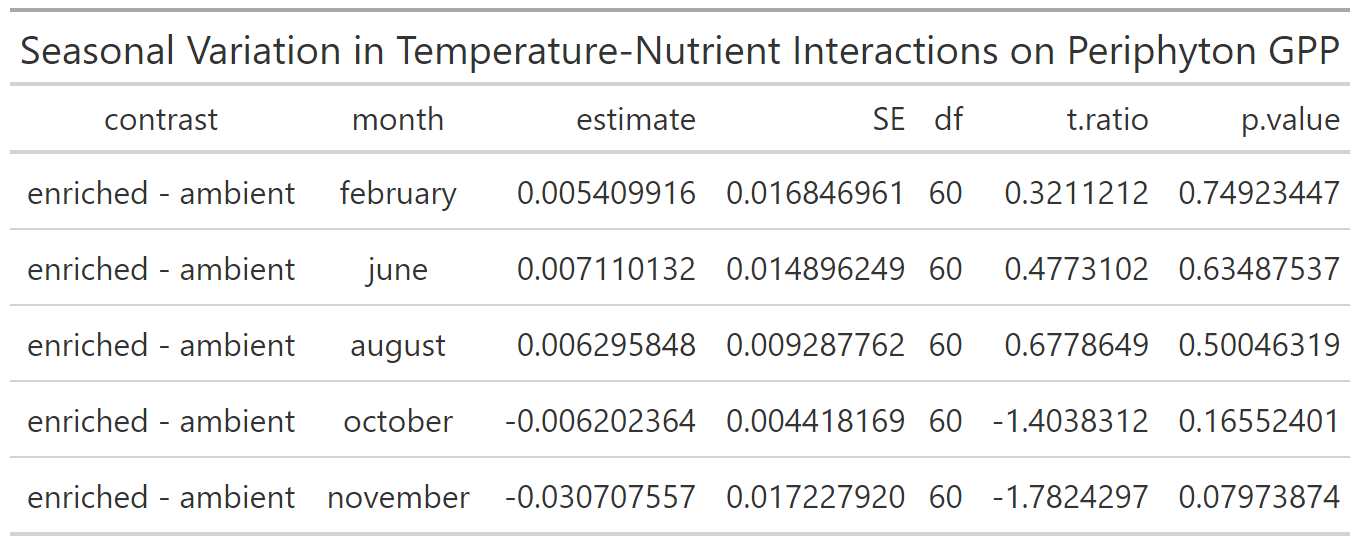 Seasonal Variation in Temperature-Nutrient Interactions on Periphyton GPP
contrast month estimate SE df t.ratio p.value
enriched - ambient february 0.005409916 0.016846961 60 0.3211212 0.74923447
enriched - ambient june 0.007110132 0.014896249 60 0.4773102 0.63487537
enriched - ambient august 0.006295848 0.009287762 60 0.6778649 0.50046319
enriched - ambient october -0.006202364 0.004418169 60 -1.4038312 0.16552401
enriched - ambient november -0.030707557 0.017227920 60 -1.7824297 0.07973874